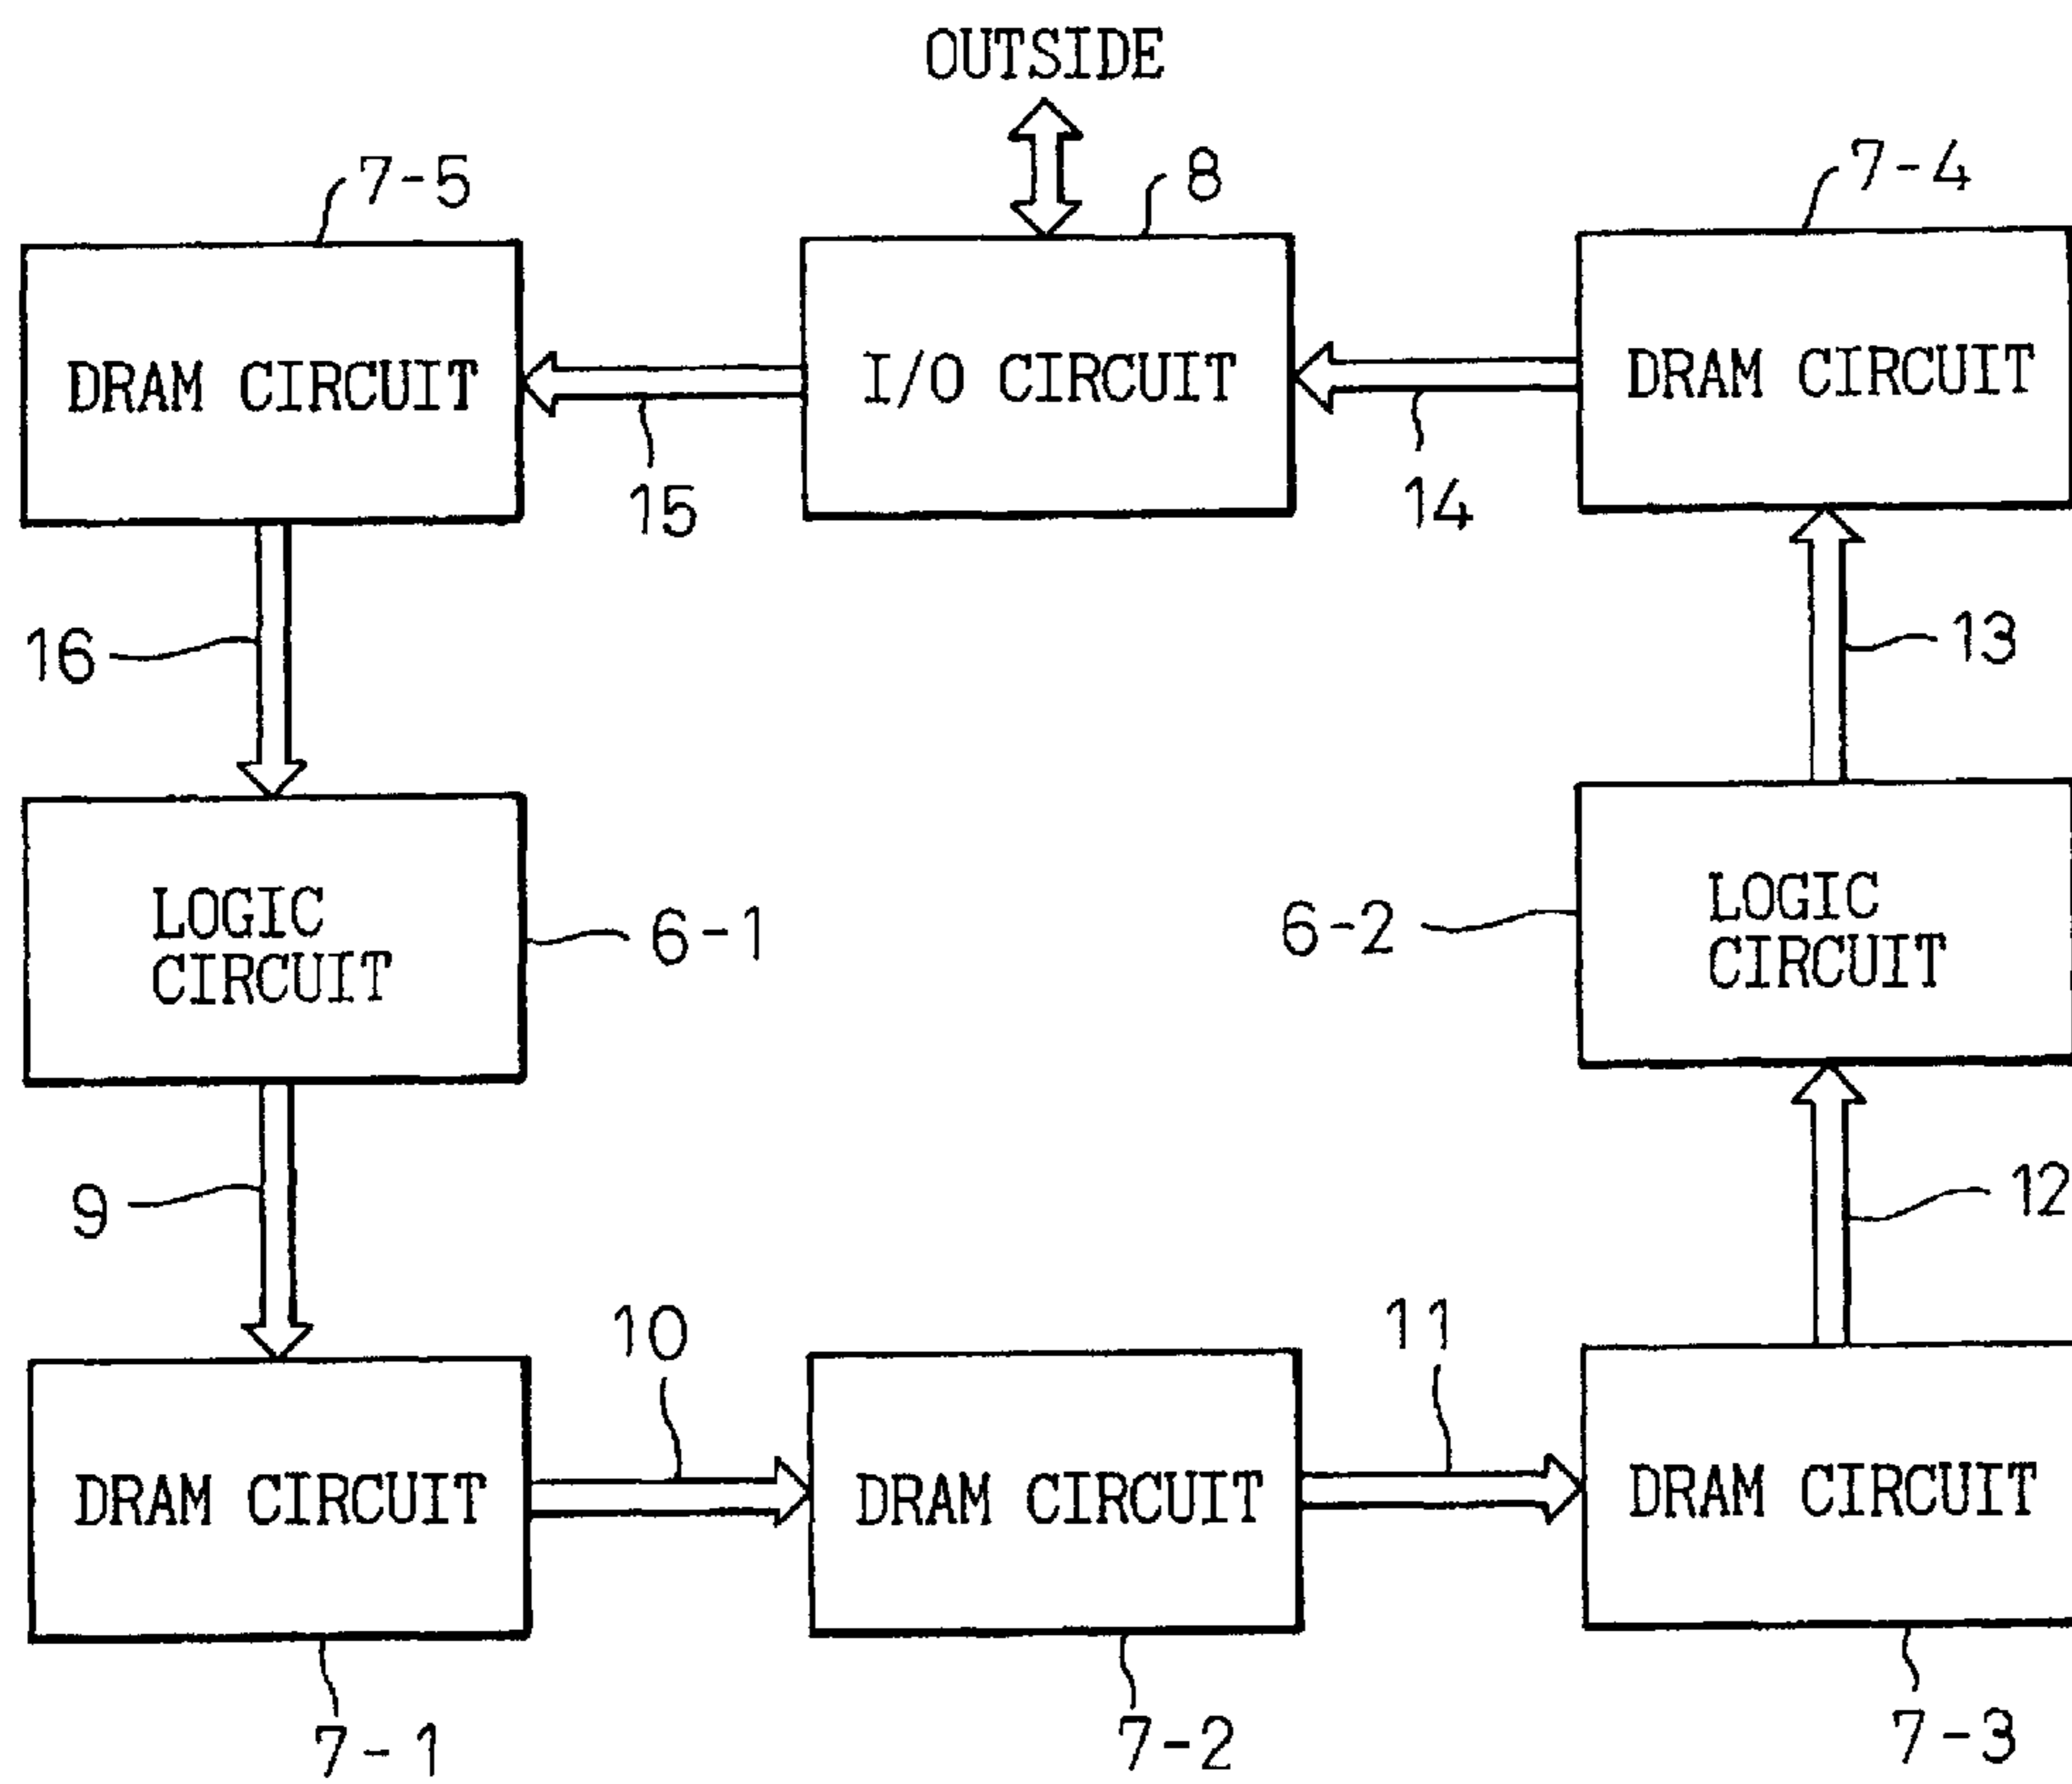 OUTSIDE
7-5
8
7-4
DRAM CIRCUIT
I/O CIRCUIT
DRAM CIRCUIT
15
14
16
13
LOGIC
CIRCUIT
6-1
6-2
LOGIC
CIRCUIT
9
12
10
11
DRAM CIRCUIT
DRAM CIRCUIT
DRAM CIRCUIT
7-1
7-2
7-3